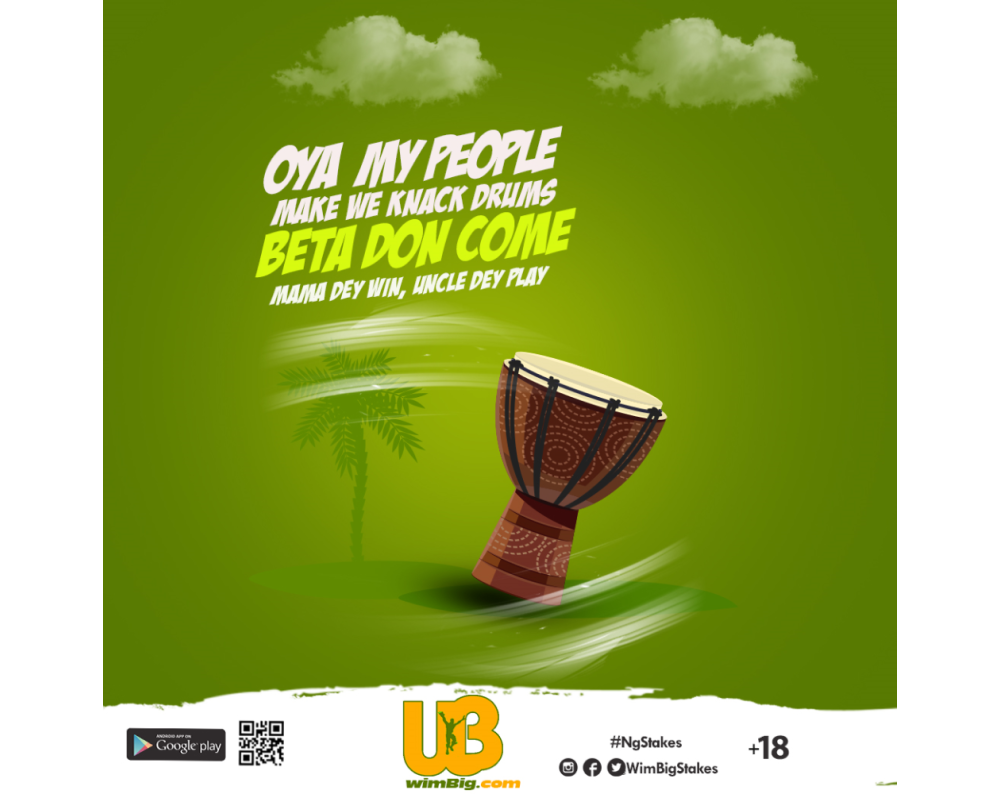 OYA MY PEOPLE
MAKE WE KNACK DRUMS
BETA DON COME
MAMA DEY WIN, UNCLE DEY PLAY
ANDROID APP ON
Google play
UB
wimBig.com
#NgStakes
WimBigStakes
+18